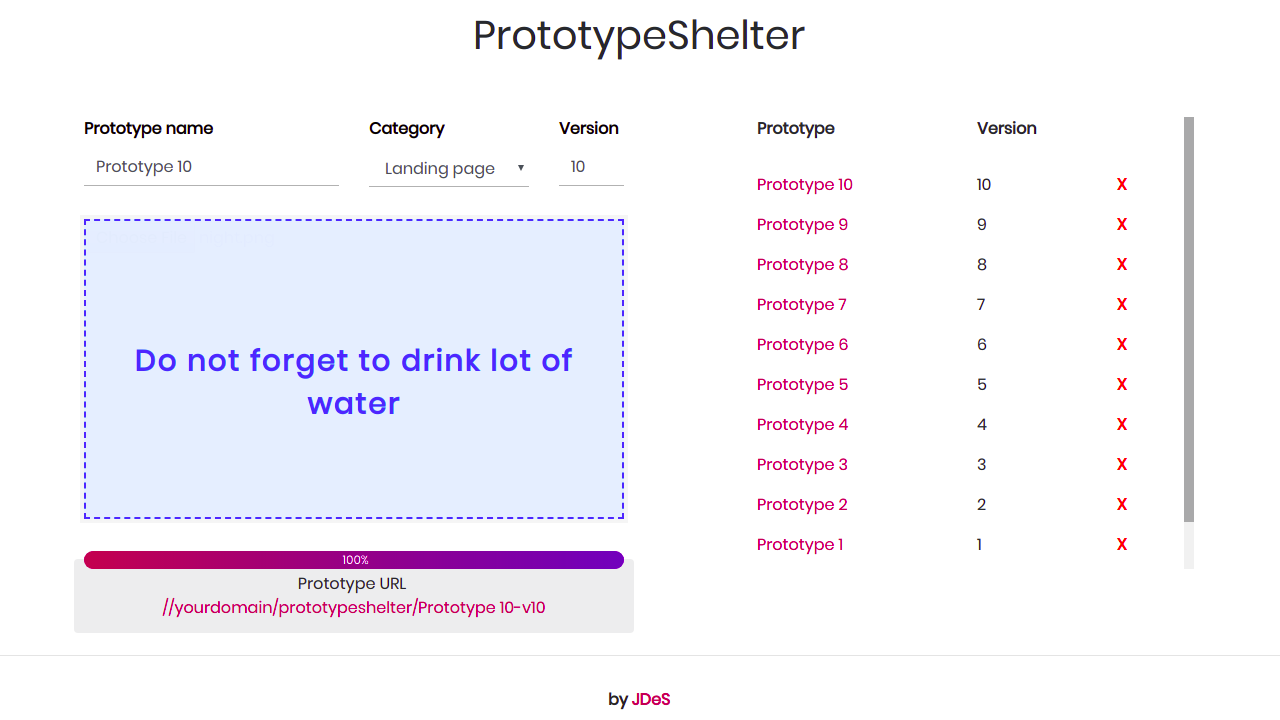 PrototypeShelter
Prototype name Category Version
Prototype 10 Landing page 10
Do not forget to drink lot of
water
100%
Prototype URL
//yourdomain/prototypeshelter/Prototype 10-v10
Prototype Version
Prototype 10 10 X
Prototype 9 9 X
Prototype 8 8 X
Prototype 7 7 X
Prototype 6 6 X
Prototype 5 5 X
Prototype 4 4 X
Prototype 3 3 X
Prototype 2 2 X
Prototype 1 1 X
by JDeS